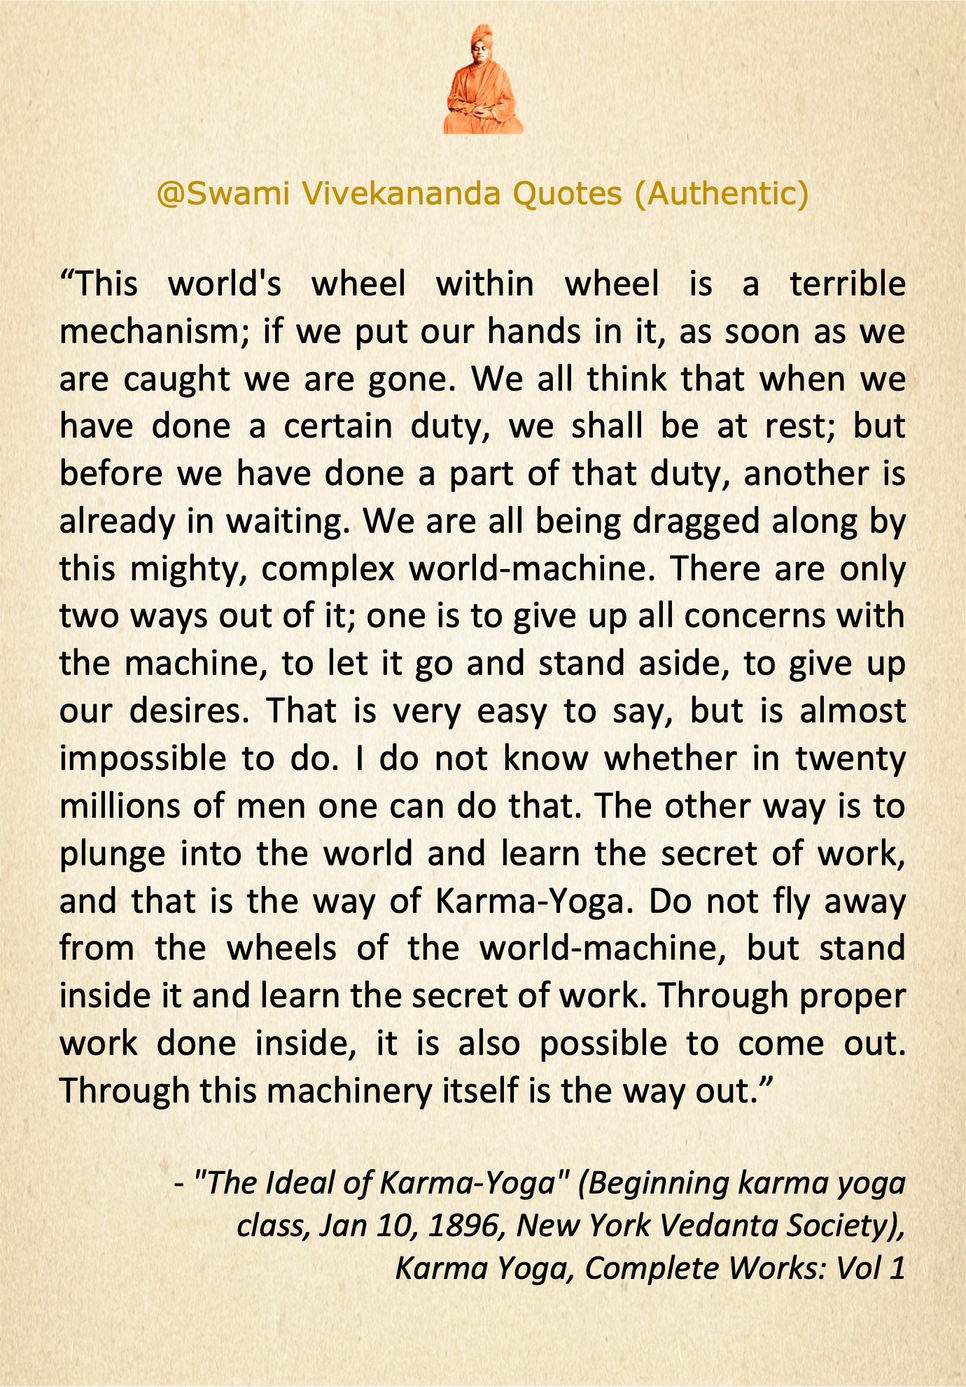 @Swami Vivekananda Quotes (Authentic)
“This world's wheel within wheel is a terrible
mechanism; if we put our hands in it, as soon as we
are caught we are gone. We all think that when we
have done a certain duty, we shall be at rest; but
before we have done a part of that duty, another is
already in waiting. We are all being dragged along by
this mighty, complex world-machine. There are only
two ways out of it; one is to give up all concerns with
the machine, to let it go and stand aside, to give up
our desires. That is very easy to say, but is almost
impossible to do. I do not know whether in twenty
millions of men one can do that. The other way is to
plunge into the world and learn the secret of work,
and that is the way of Karma-Yoga. Do not fly away
from the wheels of the world-machine, but stand
inside it and learn the secret of work. Through proper
work done inside, it is also possible to come out.
Through this machinery itself is the way out.”
- "The Ideal of Karma-Yoga" (Beginning karma yoga
class, Jan 10, 1896, New York Vedanta Society),
Karma Yoga, Complete Works: Vol 1